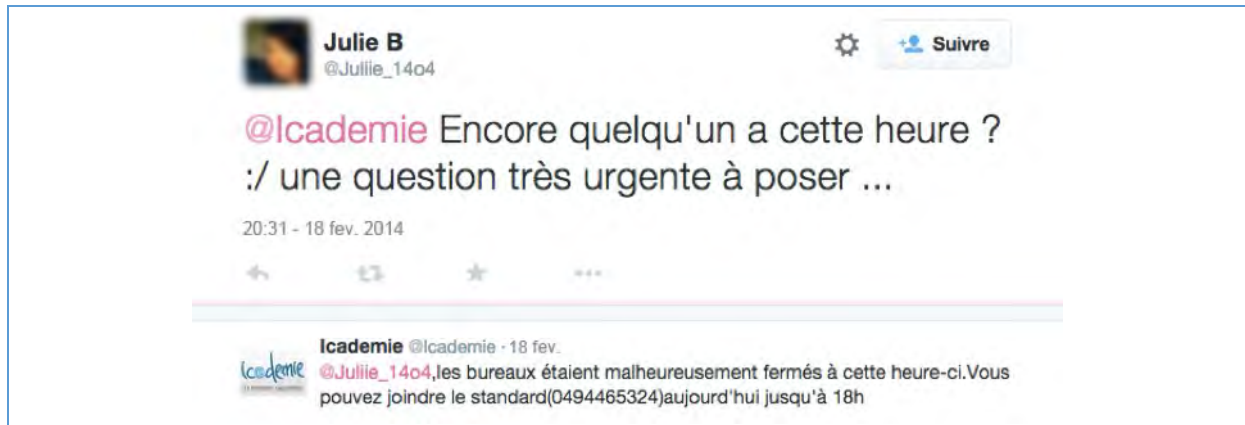 Julie B
@Juliie_14o4
Suivre
@Icademie Encore quelqu'un a cette heure ?
:/ une question très urgente à poser ...
20:31 - 18 fev. 2014
Icademie @Icademie · 18 fev.
icademie
@Juliie_14o4,les bureaux étaient malheureusement fermés à cette heure-ci.Vous
pouvez joindre le standard(0494465324)aujourd'hui jusqu'à 18h